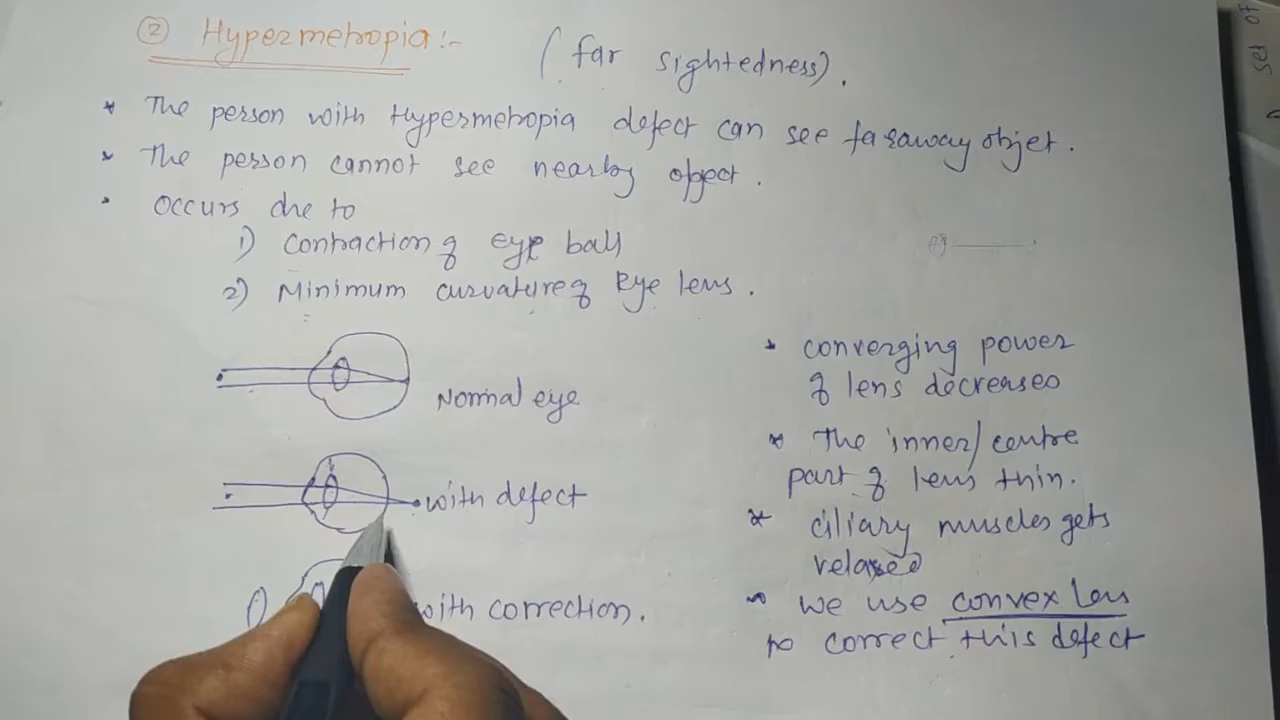 ② Hypermetropia:- (far sightedness).
* The person with Hypermetropia defect can see faraway objet.
* The person cannot see nearby object.
• occurs due to
1) contraction of eye ball
2) Minimum curvature of Eye lens.
Normal eye
with defect
with correction.
* converging power
of lens decreases
* The inner/centre
part of lens thin.
* ciliary muscles gets
relaxed
~ we use convex lens
to correct this defect
set of